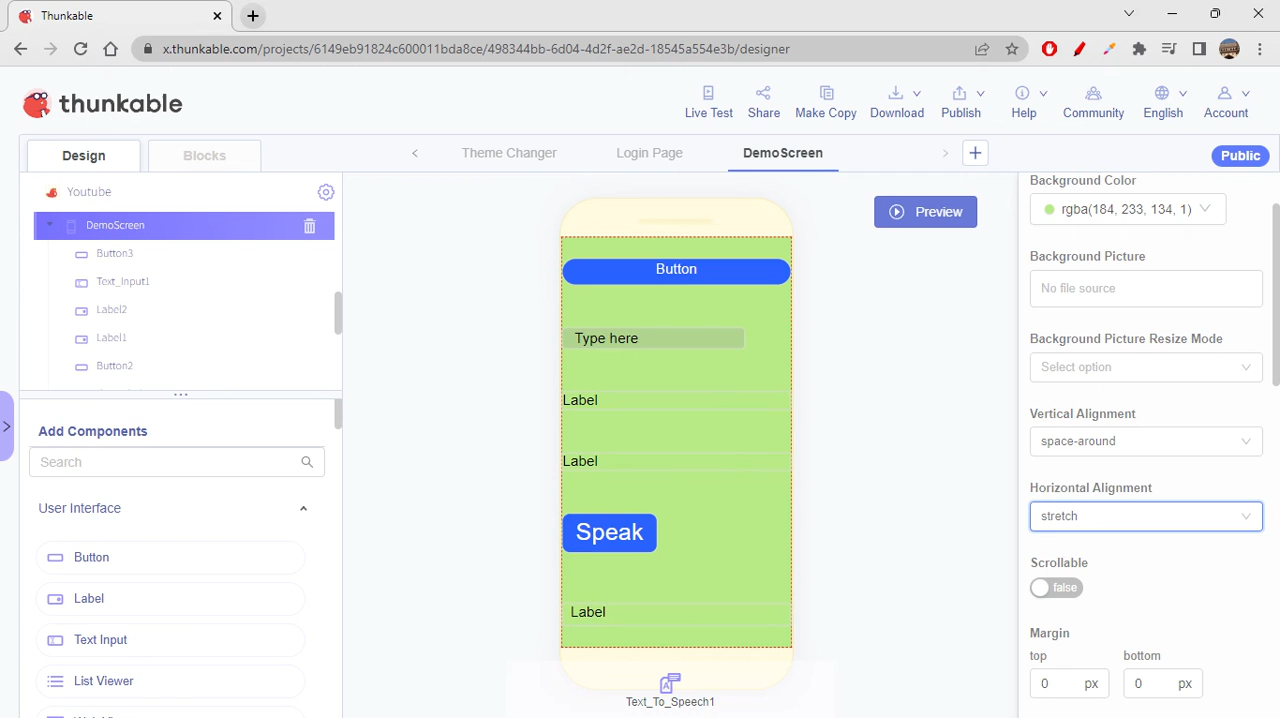 Thunkable
x.thunkable.com/projects/6149eb91824c600011bda8ce/498344bb-6d04-4d2f-ae2d-18545a554e3b/designer
thunkable
Live Test
Share
Make Copy
Download
Publish
Help
Community
English
Account
Design
Blocks
Theme Changer
Login Page
DemoScreen
Public
Youtube
DemoScreen
Button3
Text_Input1
Label2
Label1
Button2
Add Components
Search
User Interface
Button
Label
Text Input
List Viewer
Preview
Button
Type here
Label
Label
Speak
Label
Text_To_Speech1
Background Color
rgba(184, 233, 134, 1)
Background Picture
No file source
Background Picture Resize Mode
Select option
Vertical Alignment
space-around
Horizontal Alignment
stretch
Scrollable
false
Margin
top bottom
0 px 0 px